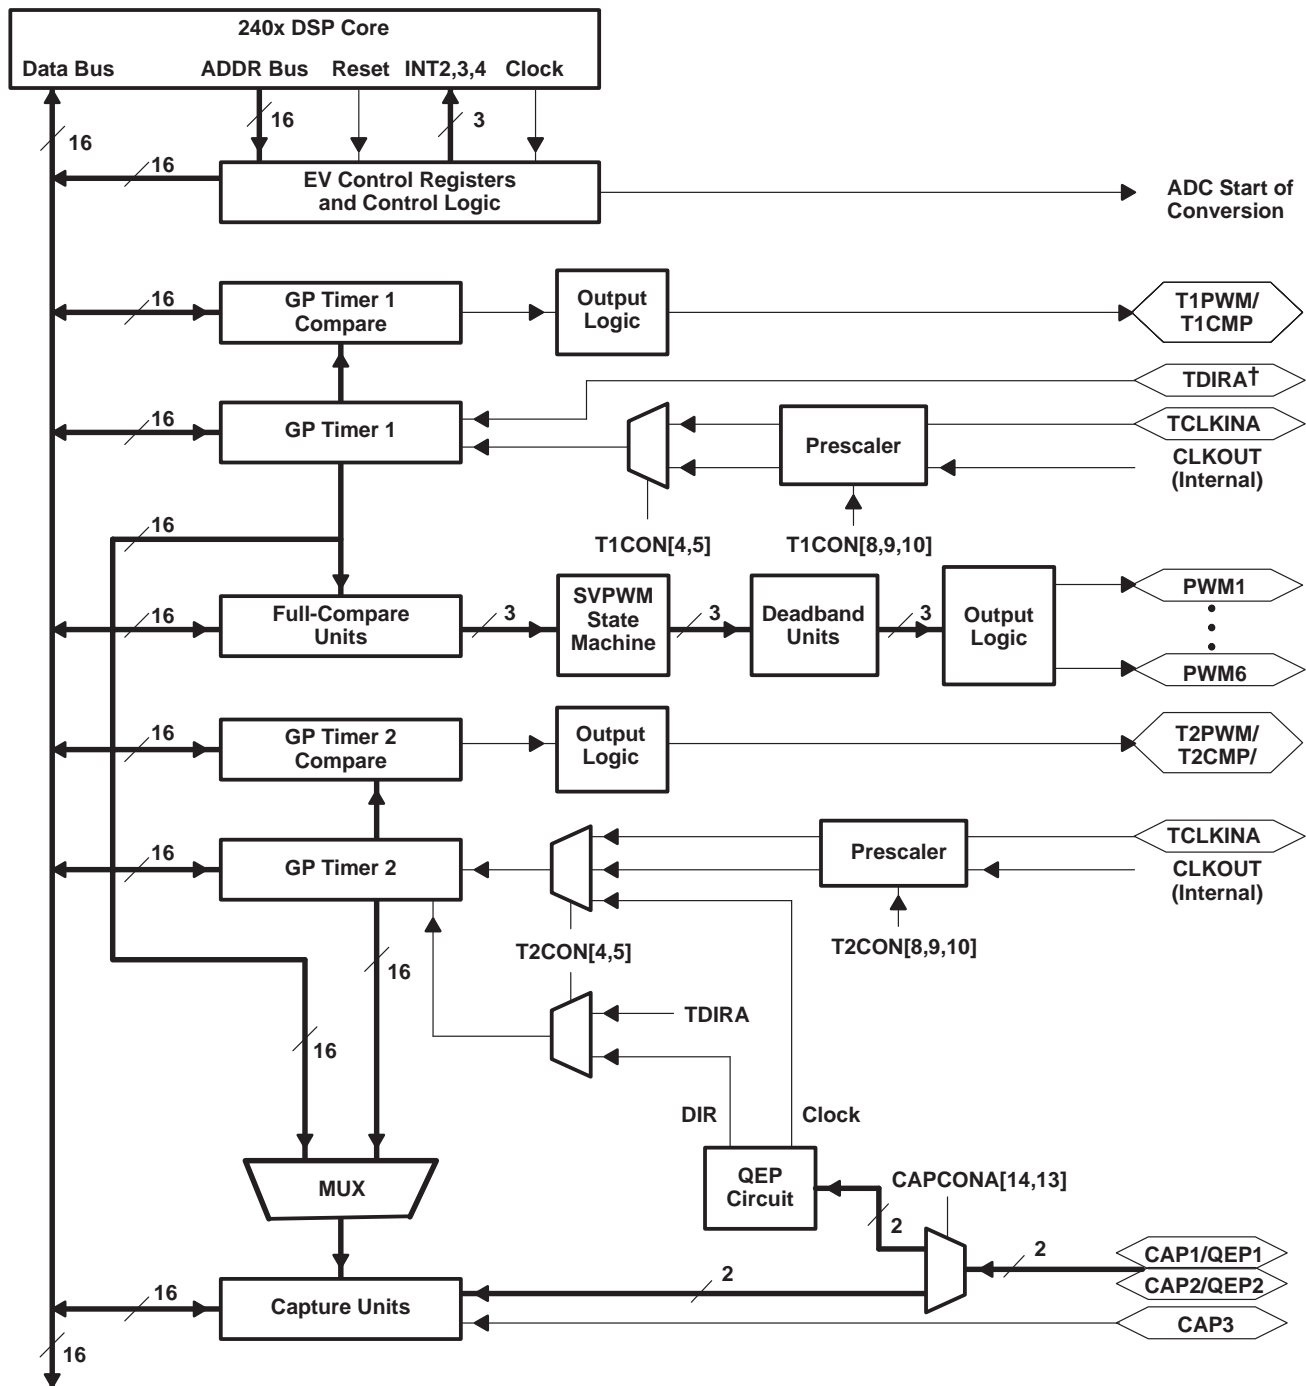 240x DSP Core
Data Bus ADDR Bus Reset INT2,3,4 Clock
16 3
16
16
EV Control Registers
and Control Logic
ADC Start of
Conversion
16
GP Timer 1
Compare
Output
Logic
T1PWM/
T1CMP
TDIRA†
16
GP Timer 1
Prescaler
TCLKINA
CLKOUT
(Internal)
16
T1CON[4,5]
T1CON[8,9,10]
16
Full-Compare
Units
3
SVPWM
State
Machine
3
Deadband
Units
3
Output
Logic
PWM1
PWM6
16
GP Timer 2
Compare
Output
Logic
T2PWM/
T2CMP/
16
GP Timer 2
Prescaler
TCLKINA
CLKOUT
(Internal)
T2CON[4,5]
T2CON[8,9,10]
16
TDIRA
16
DIR
Clock
MUX
QEP
Circuit
CAPCONA[14,13]
2
2
CAP1/QEP1
2
CAP2/QEP2
16
Capture Units
CAP3
16